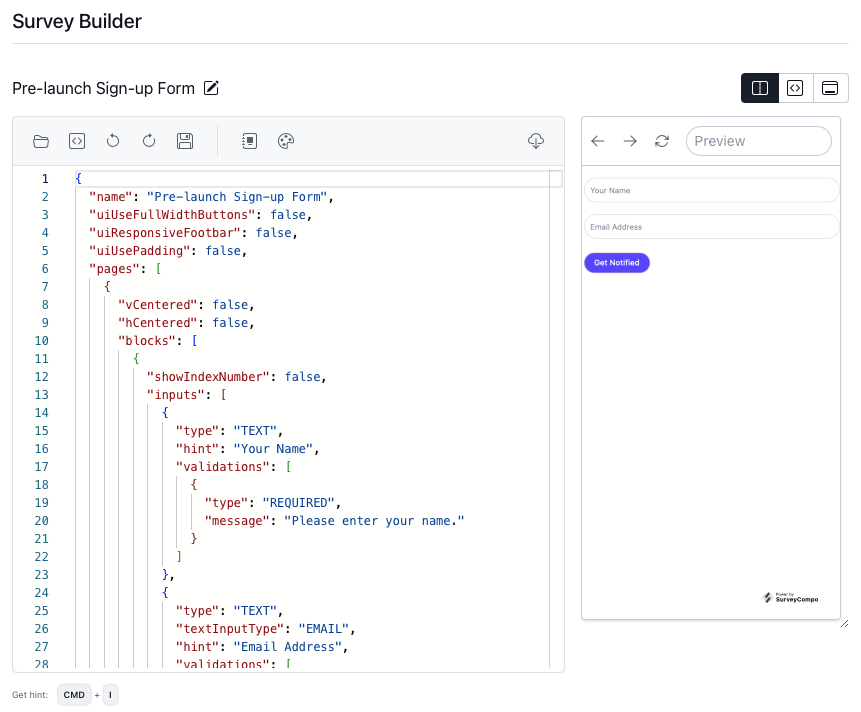 Survey Builder
Pre-launch Sign-up Form
Preview
1 {
2 "name": "Pre-launch Sign-up Form",
3 "uiUseFullWidthButtons": false,
4 "uiResponsiveFootbar": false,
5 "uiUsePadding": false,
6 "pages": [
7 {
8 "vCentered": false,
9 "hCentered": false,
10 "blocks": [
11 {
12 "showIndexNumber": false,
13 "inputs": [
14 {
15 "type": "TEXT",
16 "hint": "Your Name",
17 "validations": [
18 {
19 "type": "REQUIRED",
20 "message": "Please enter your name."
21 }
22 ]
23 },
24 {
25 "type": "TEXT",
26 "textInputType": "EMAIL",
27 "hint": "Email Address",
28 "validations": [
Your Name
Email Address
Get Notified
Power by
SurveyCompo
Get hint: CMD + I